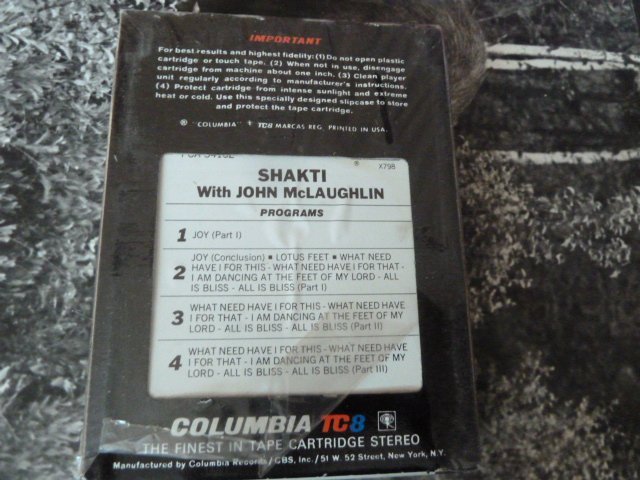 IMPORTANT
For best results and highest fidelity: (1) Do not open plastic
cartridge or touch tape. (2) When not in use, disengage
cartridge from machine about one inch. (3) Clean player
unit regularly according to manufacturer's instructions.
(4) Protect cartridge from intense sunlight and extreme
heat or cold. Use this specially designed slipcase to store
and protect the tape cartridge.
® "COLUMBIA" + TC8 MARCAS REG. PRINTED IN U.S.A.
® X798
SHAKTI
With JOHN McLAUGHLIN
PROGRAMS
1 JOY (Part I)
JOY (Conclusion) ■ LOTUS FEET ■ WHAT NEED
2 HAVE I FOR THIS - WHAT NEED HAVE I FOR THAT -
I AM DANCING AT THE FEET OF MY LORD - ALL
IS BLISS - ALL IS BLISS (Part I)
3 WHAT NEED HAVE I FOR THIS - WHAT NEED HAVE
I FOR THAT - I AM DANCING AT THE FEET OF MY
LORD - ALL IS BLISS - ALL IS BLISS (Part II)
4 WHAT NEED HAVE I FOR THIS - WHAT NEED HAVE
I FOR THAT - I AM DANCING AT THE FEET OF MY
LORD - ALL IS BLISS - ALL IS BLISS (Part III)
COLUMBIA TC8
THE FINEST IN TAPE CARTRIDGE STEREO
Manufactured by Columbia Records/CBS, Inc./51 W. 52 Street, New York, N.Y.